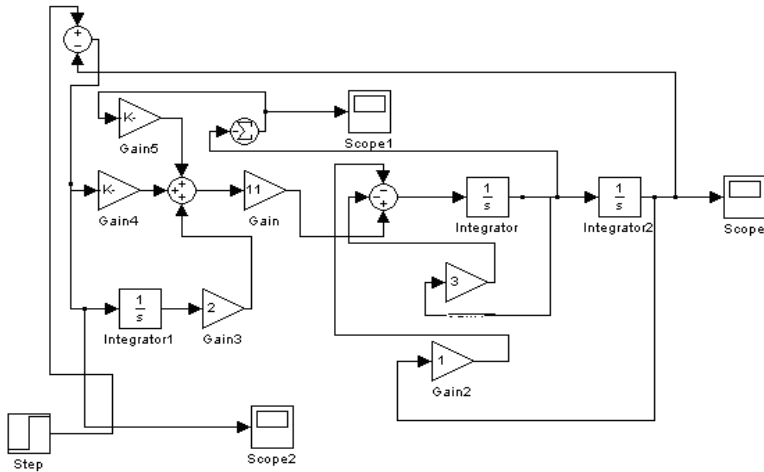 K-
Gain5
Scope1
K-
Gain4
11
Gain
1
s
Integrator
1
s
Integrator2
Scope
3
1
s
Integrator1
2
Gain3
1
Gain2
Step
Scope2